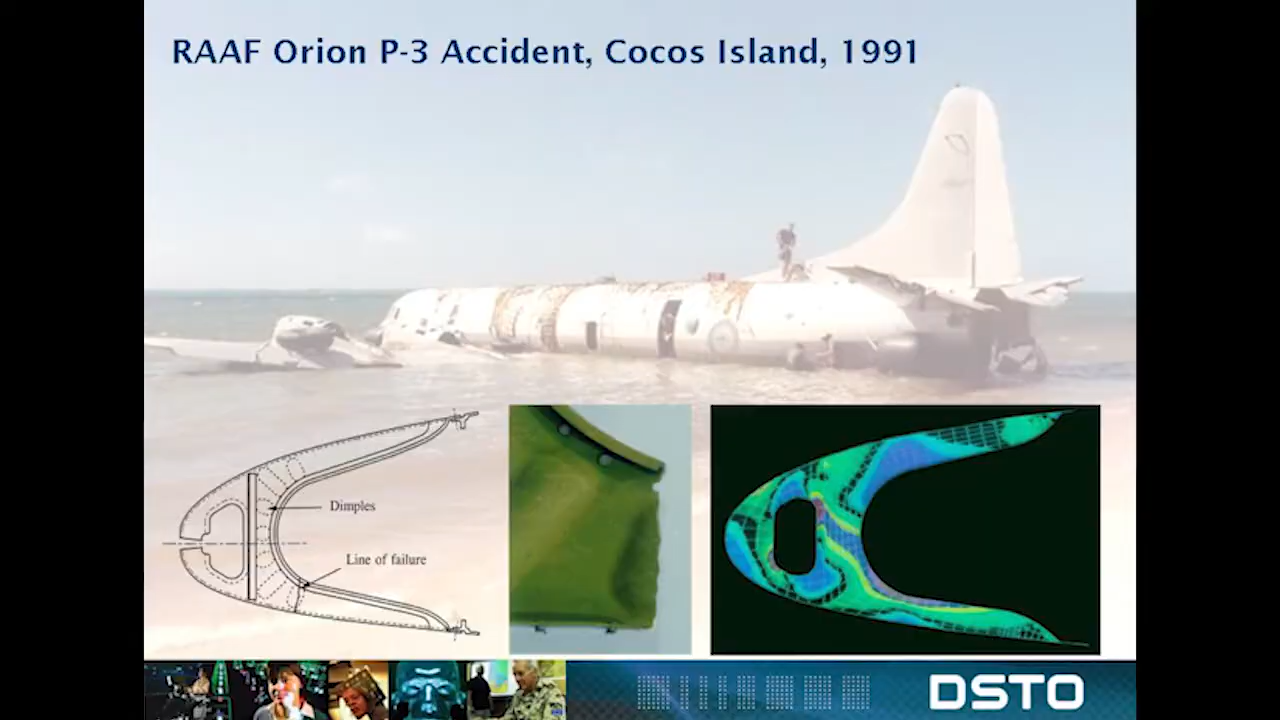 RAAF Orion P-3 Accident, Cocos Island, 1991
Dimples
Line of failure
DSTO